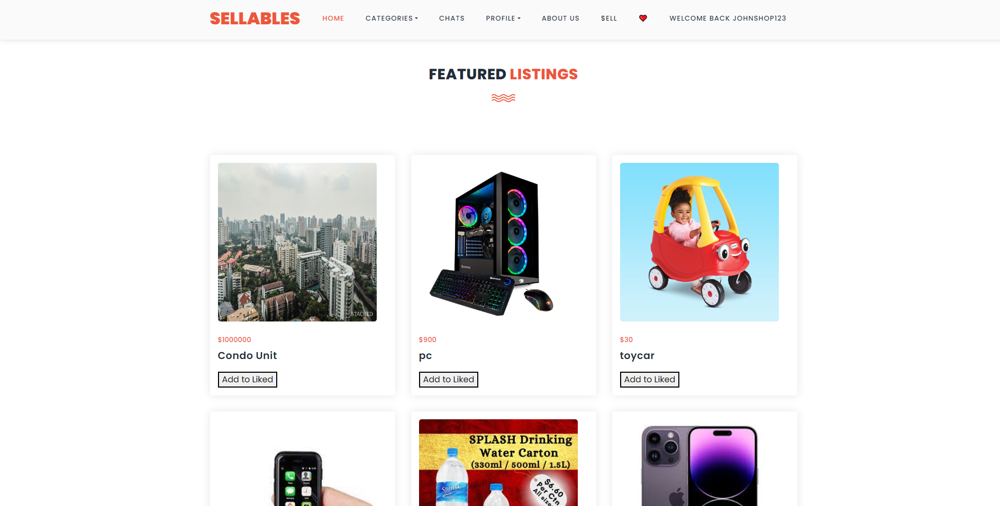 SELLABLES
HOME
CATEGORIES
CHATS
PROFILE
ABOUT US
$ELL
WELCOME BACK JOHNSHOP123
FEATURED LISTINGS
STACKED
$1000000
Condo Unit
Add to Liked
$900
pc
Add to Liked
$30
toycar
Add to Liked
SPLASH Drinking
Water Carton
(330ml / 500ml / 1.5L)
Splash
$6.60
Per Ctn